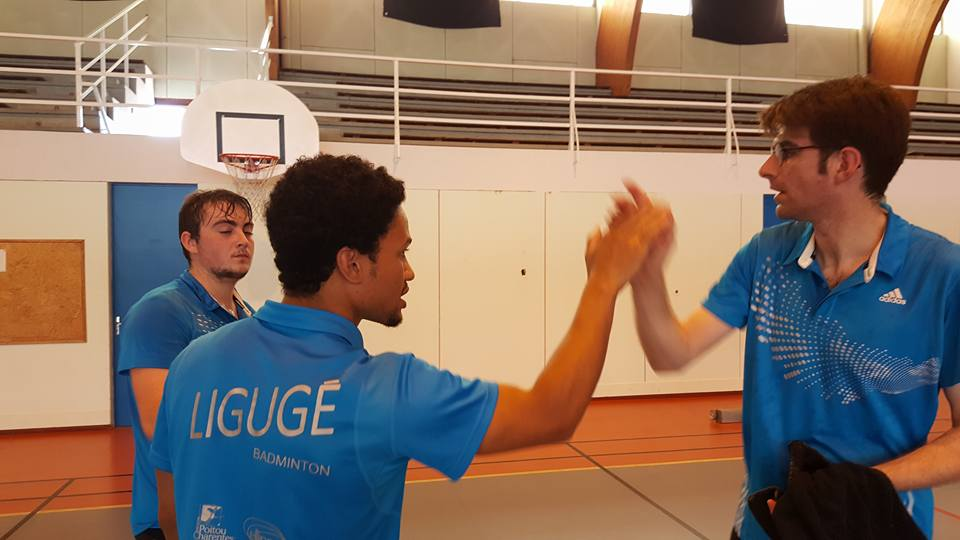 LIGUGÉ
BADMINTON
Poitou
Charentes
adidas